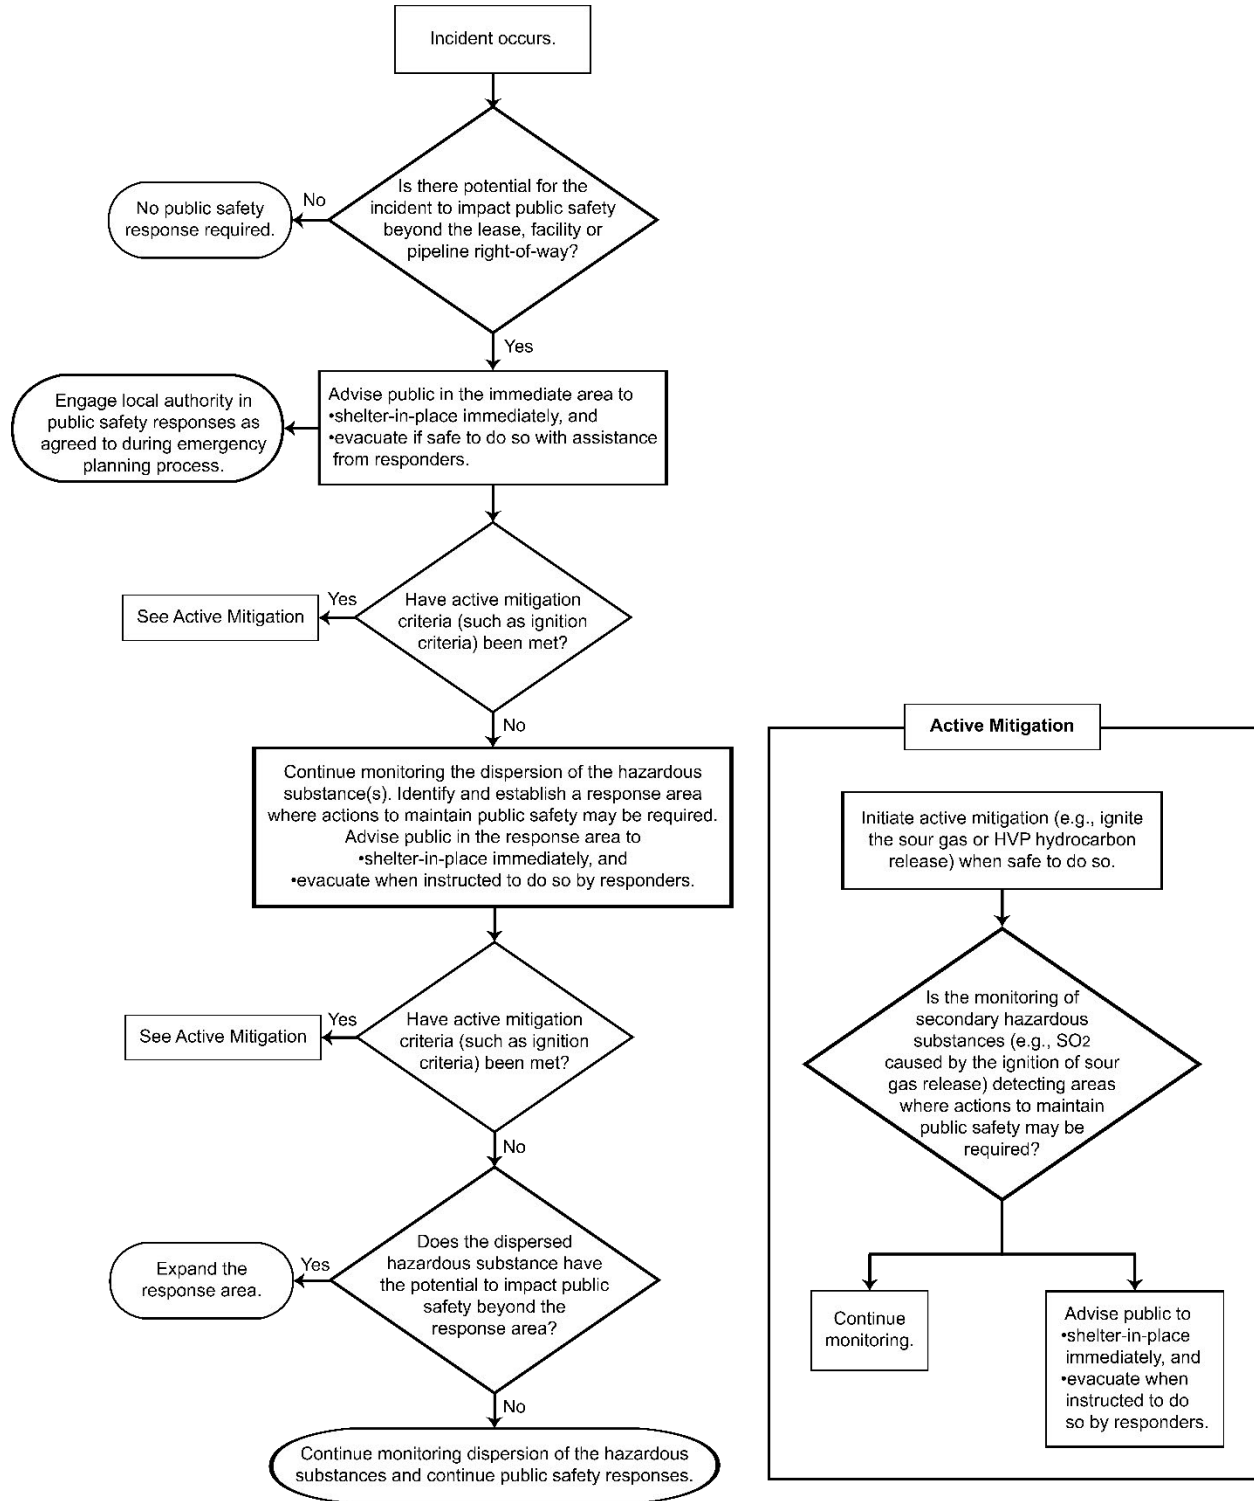 Incident occurs.
Is there potential for the
incident to impact public safety
beyond the lease, facility or
pipeline right-of-way?
No
No public safety
response required.
Yes
Advise public in the immediate area to
•shelter-in-place immediately, and
•evacuate if safe to do so with assistance
from responders.
Engage local authority in
public safety responses as
agreed to during emergency
planning process.
Have active mitigation
criteria (such as ignition
criteria) been met?
Yes
See Active Mitigation
No
Continue monitoring the dispersion of the hazardous
substance(s). Identify and establish a response area
where actions to maintain public safety may be required.
Advise public in the response area to
•shelter-in-place immediately, and
•evacuate when instructed to do so by responders.
Have active mitigation
criteria (such as ignition
criteria) been met?
Yes
See Active Mitigation
No
Does the dispersed
hazardous substance have
the potential to impact public
safety beyond the
response area?
Yes
Expand the
response area.
No
Continue monitoring dispersion of the hazardous
substances and continue public safety responses.
Active Mitigation
Initiate active mitigation (e.g., ignite
the sour gas or HVP hydrocarbon
release) when safe to do so.
Is the monitoring of
secondary hazardous
substances (e.g., SO2
caused by the ignition of sour
gas release) detecting areas
where actions to maintain
public safety may be
required?
Continue
monitoring.
Advise public to
•shelter-in-place
immediately, and
•evacuate when
instructed to do
so by responders.